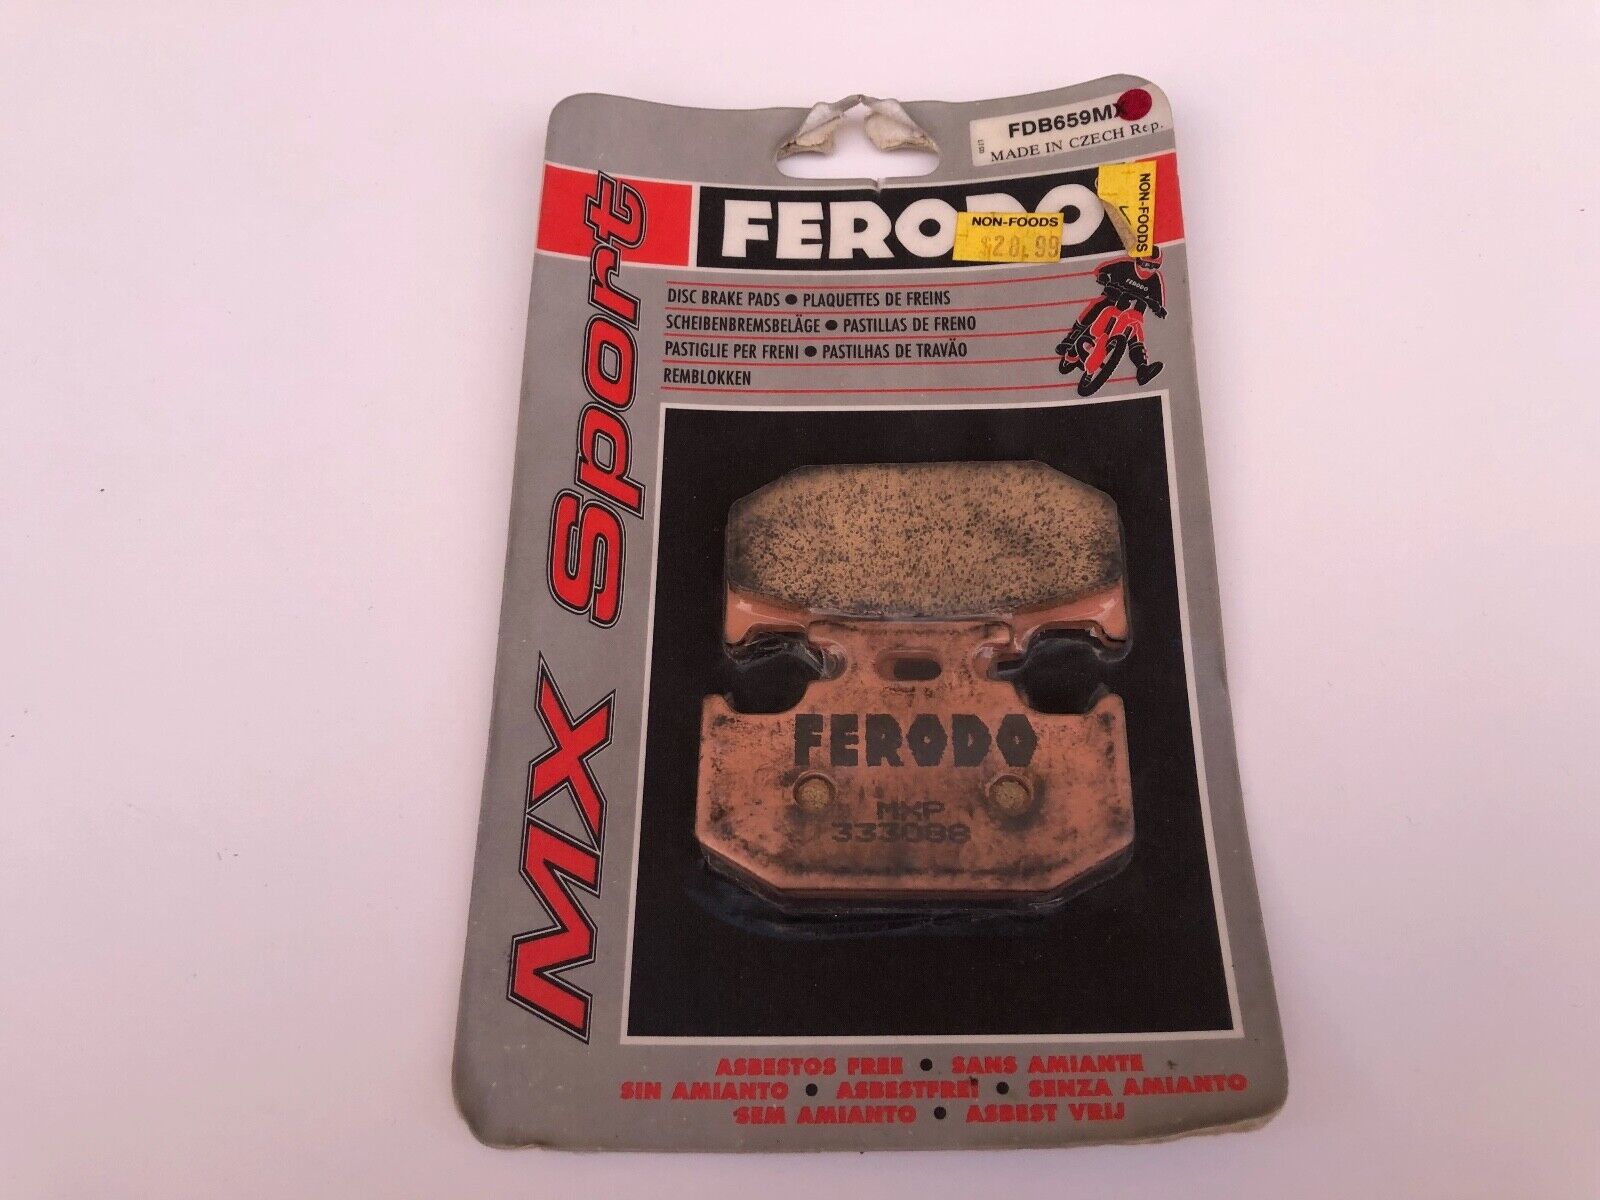 FDB659MX
MADE IN CZECH Rep.
FERODO
NON-FOODS
$28.99
NON-FOODS
MX Sport
DISC BRAKE PADS ● PLAQUETTES DE FREINS
SCHEIBENBREMSBELÄGE ● PASTILLAS DE FRENO
PASTIGLIE PER FRENI ● PASTILHAS DE TRAVÃO
REMBLOKKEN
FERODO
FERODO
MXP
333088
ASBESTOS FREE ● SANS AMIANTE
SIN AMIANTO ● ASBESTFREI ● SENZA AMIANTO
SEM AMIANTO ● ASBEST VRIJ